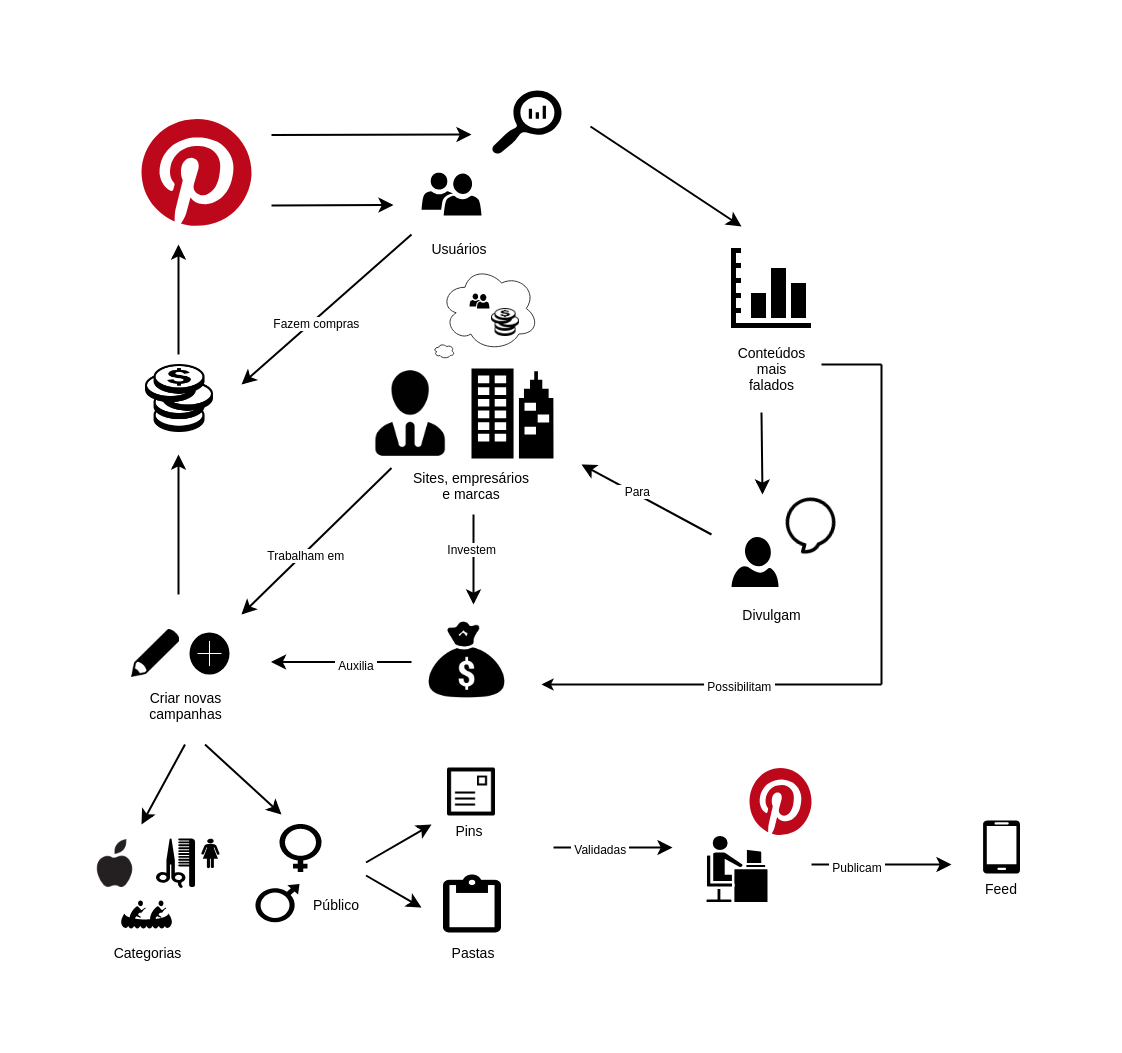 Usuários
Fazem compras
Conteúdos
mais
falados
Sites, empresários
e marcas
Para
Trabalham em
Investem
Divulgam
Auxilia
Possibilitam
Criar novas
campanhas
Pins
Validadas
Publicam
Feed
Público
Categorias
Pastas